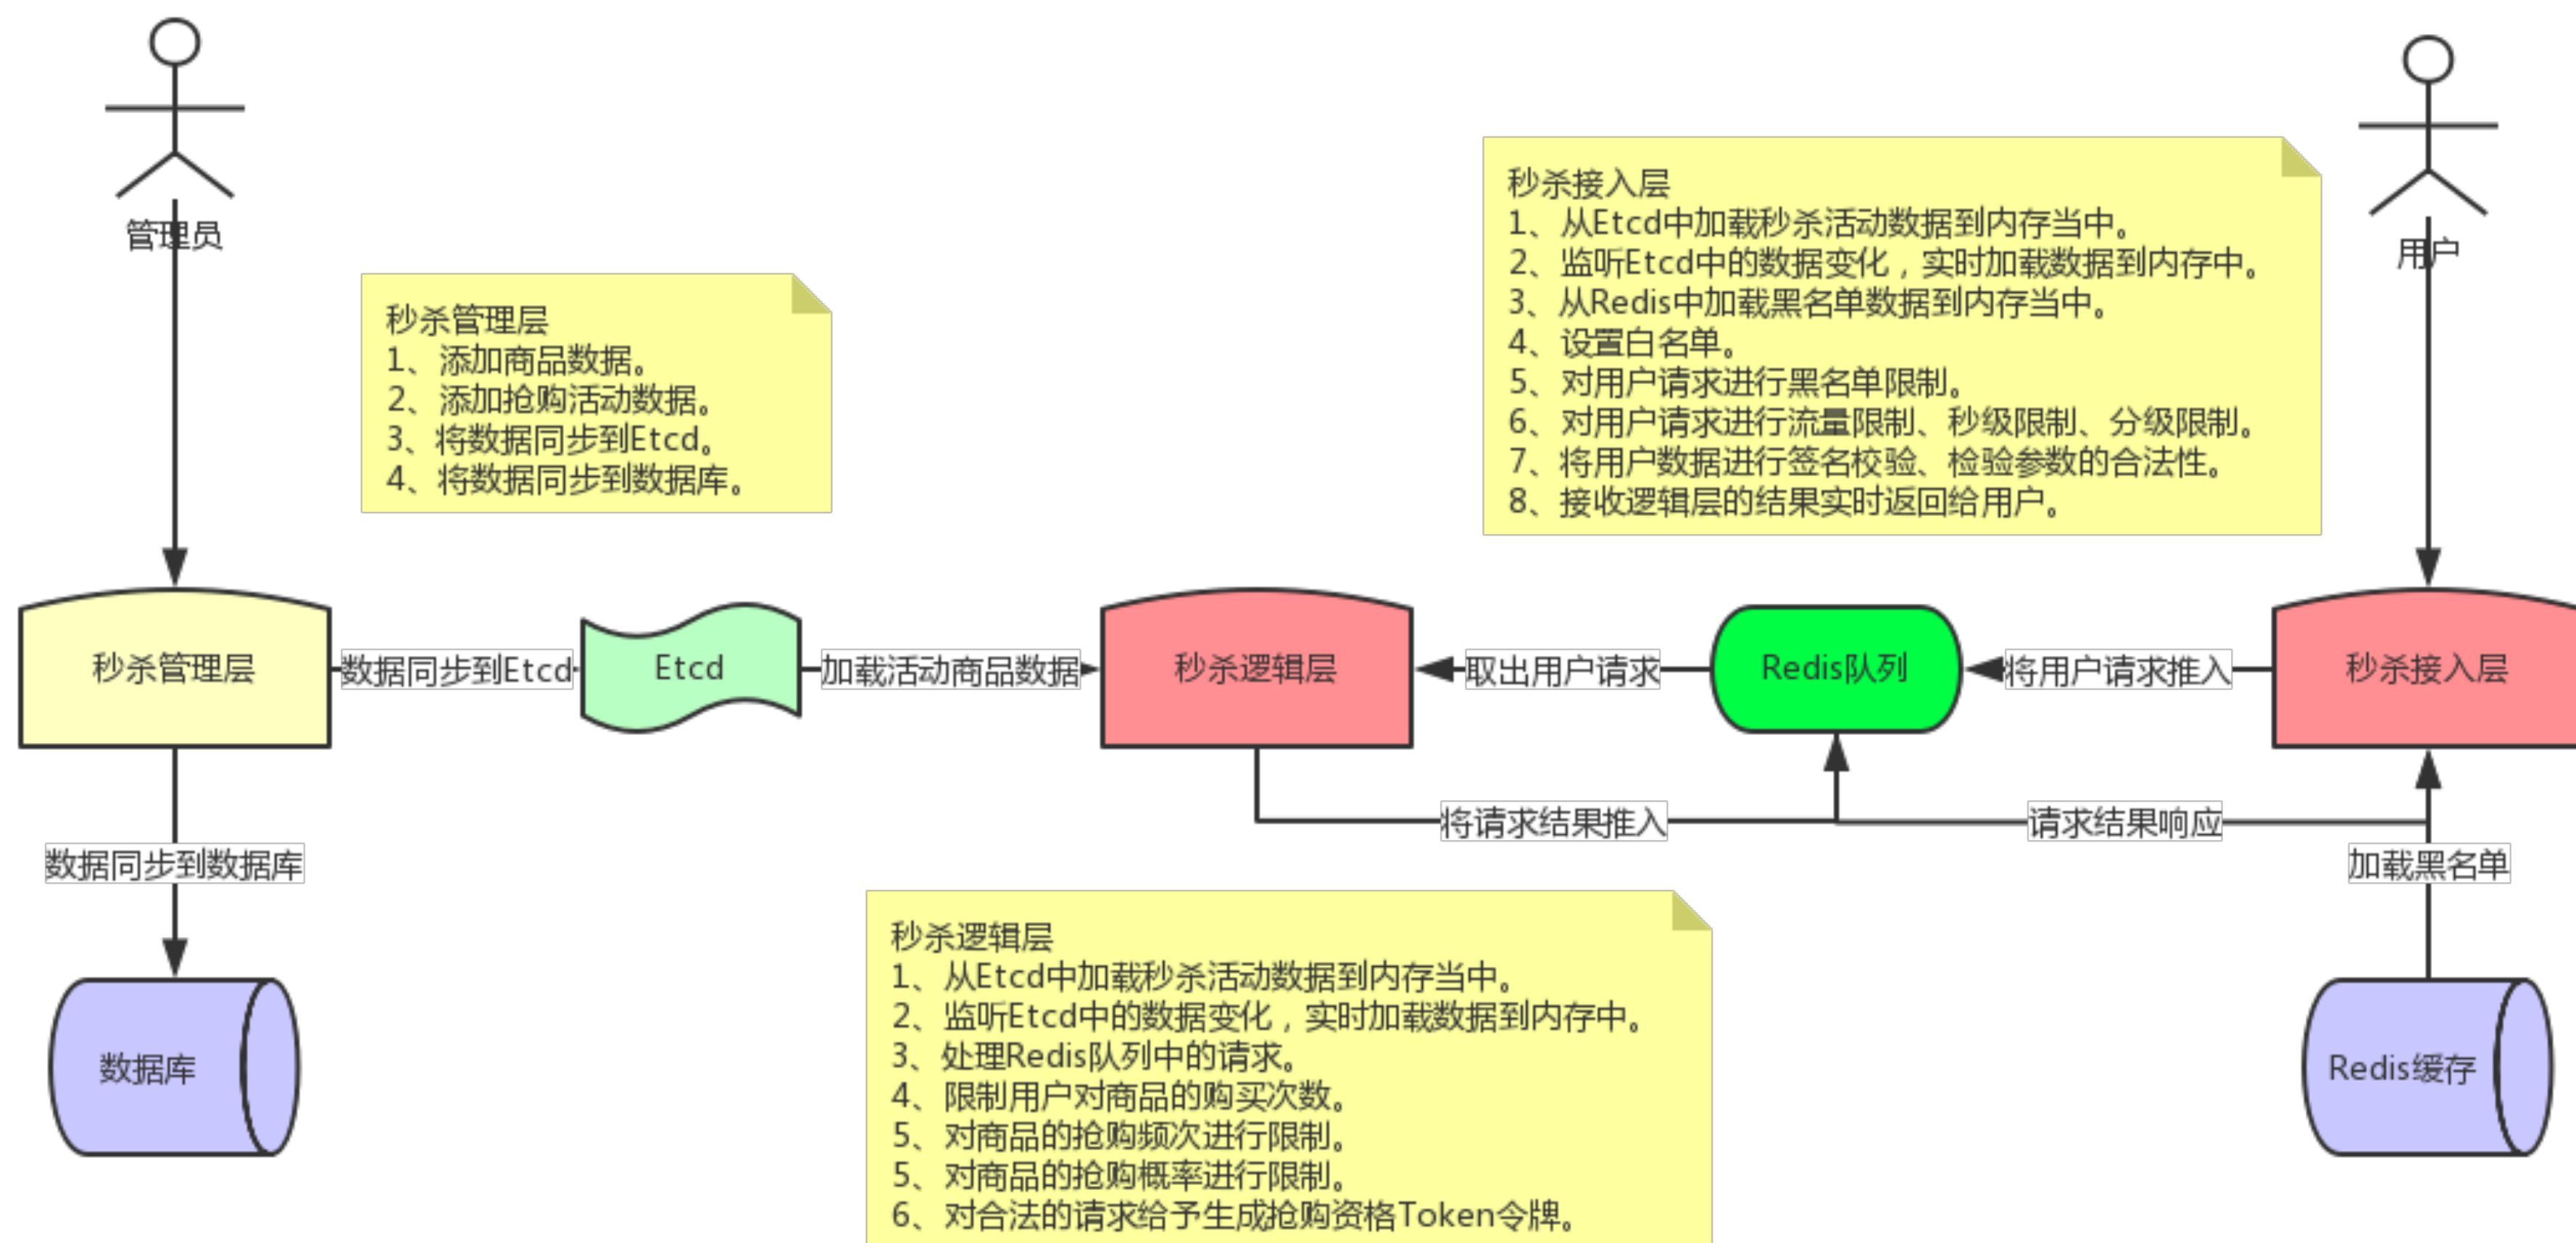 管理员
用户
秒杀管理层
1、添加商品数据。
2、添加抢购活动数据。
3、将数据同步到Etcd。
4、将数据同步到数据库。
秒杀接入层
1、从Etcd中加载秒杀活动数据到内存当中。
2、监听Etcd中的数据变化，实时加载数据到内存中。
3、从Redis中加载黑名单数据到内存当中。
4、设置白名单。
5、对用户请求进行黑名单限制。
6、对用户请求进行流量限制、秒级限制、分级限制。
7、将用户数据进行签名校验、检验参数的合法性。
8、接收逻辑层的结果实时返回给用户。
秒杀管理层
数据同步到Etcd
Etcd
加载活动商品数据
秒杀逻辑层
取出用户请求
Redis队列
将用户请求推入
秒杀接入层
将请求结果推入
请求结果响应
数据同步到数据库
加载黑名单
数据库
Redis缓存
秒杀逻辑层
1、从Etcd中加载秒杀活动数据到内存当中。
2、监听Etcd中的数据变化，实时加载数据到内存中。
3、处理Redis队列中的请求。
4、限制用户对商品的购买次数。
5、对商品的抢购频次进行限制。
5、对商品的抢购概率进行限制。
6、对合法的请求给予生成抢购资格Token令牌。